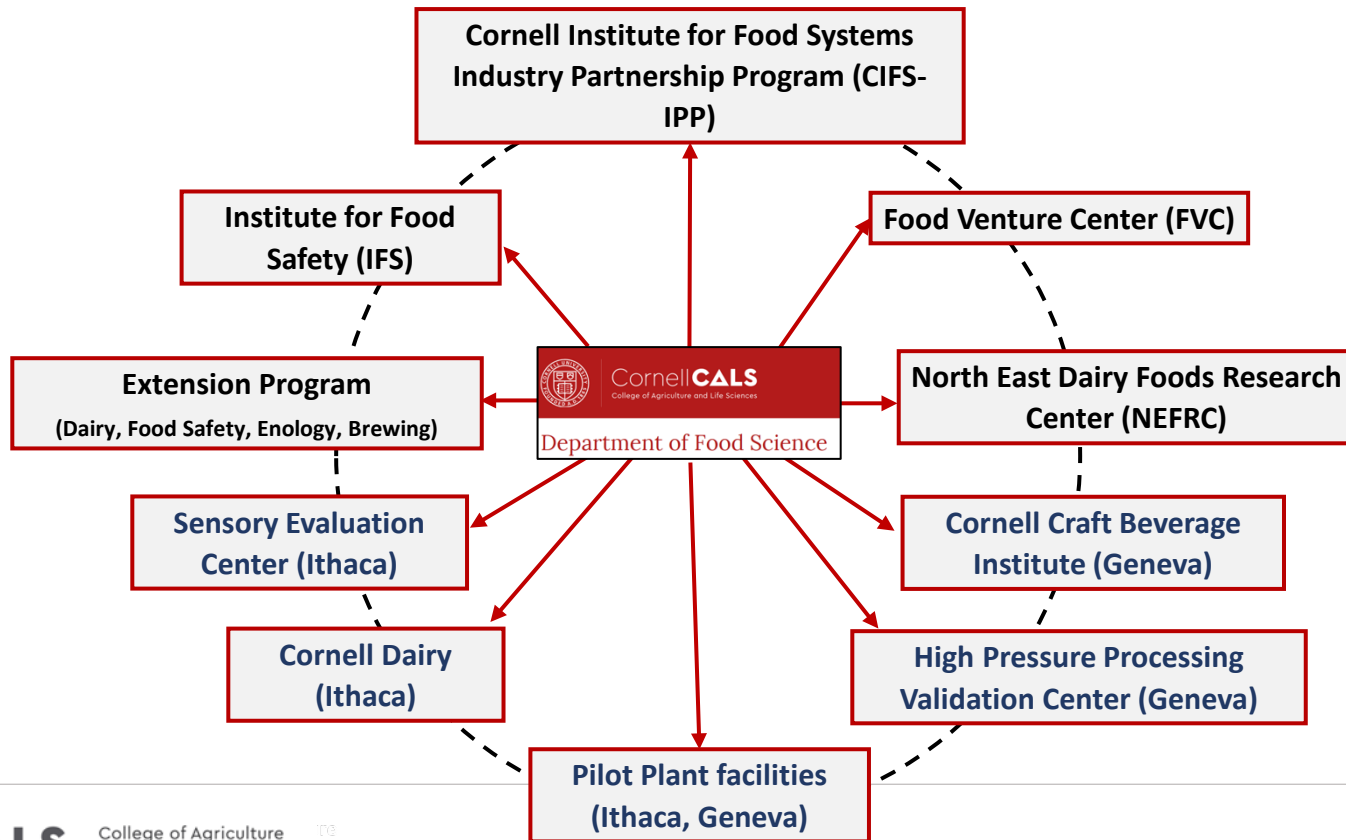 Cornell Institute for Food Systems
Industry Partnership Program (CIFS-
IPP)
Institute for Food
Safety (IFS)
Food Venture Center (FVC)
Extension Program
(Dairy, Food Safety, Enology, Brewing)
CornellCALS
College of Agriculture and Life Sciences
Department of Food Science
North East Dairy Foods Research
Center (NEFRC)
Sensory Evaluation
Center (Ithaca)
Cornell Craft Beverage
Institute (Geneva)
Cornell Dairy
(Ithaca)
High Pressure Processing
Validation Center (Geneva)
Pilot Plant facilities
(Ithaca, Geneva)
College of Agriculture